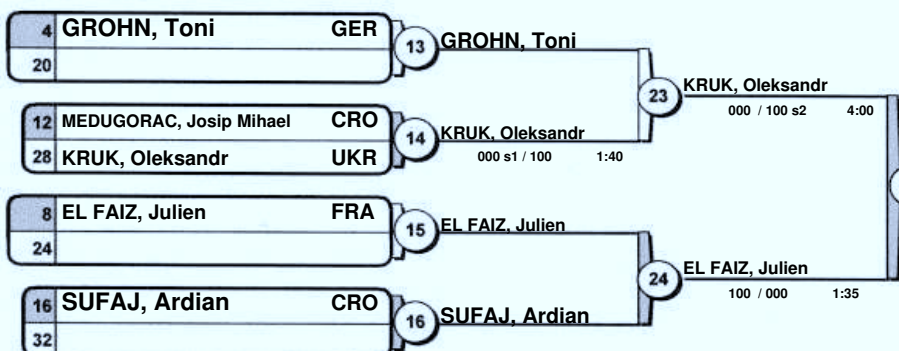 4 GROHN, Toni GER
20
13
GROHN, Toni
12 MEDUGORAC, Josip Mihael CRO
28 KRUK, Oleksandr UKR
14
KRUK, Oleksandr
000 s1 / 100 1:40
23
KRUK, Oleksandr
000 / 100 s2 4:00
8 EL FAIZ, Julien FRA
24
15
EL FAIZ, Julien
16 SUFAJ, Ardian CRO
32
16
SUFAJ, Ardian
24
EL FAIZ, Julien
100 / 000 1:35